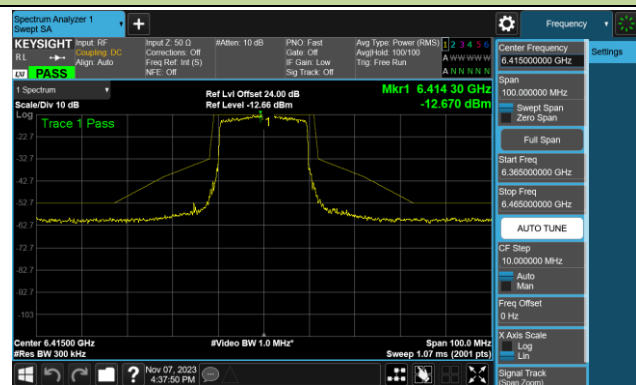 Spectrum Analyzer 1
Swept SA
Frequency
KEYSIGHT
RL
LXI
PASS
Input: RF
Coupling: DC
Align: Auto
Input Z: 50 Ω
Corrections: Off
Freq Ref: Int (S)
NFE: Off
#Atten: 10 dB
PNO: Fast
Gate: Off
IF Gain: Low
Sig Track: Off
Avg Type: Power (RMS)
Avg|Hold: 100/100
Trig: Free Run
1 2 3 4 5 6
A W W W W W
A N N N N N
1 Spectrum
Scale/Div 10 dB
Ref Lvl Offset 24.00 dB
Ref Level -12.66 dBm
Mkr1 6.414 30 GHz
-12.670 dBm
Log
Trace 1 Pass
1
-22.7
-32.7
-42.7
-52.7
-62.7
-72.7
-82.7
-92.7
-103
Center 6.41500 GHz
#Res BW 300 kHz
#Video BW 1.0 MHz*
Span 100.0 MHz
Sweep 1.07 ms (2001 pts)
Nov 07, 2023
4:37:50 PM
Center Frequency
6.415000000 GHz
Settings
Span
100.000000 MHz
Swept Span
Zero Span
Full Span
Start Freq
6.365000000 GHz
Stop Freq
6.465000000 GHz
AUTO TUNE
CF Step
10.000000 MHz
Auto
Man
Freq Offset
0 Hz
X Axis Scale
Log
Lin
Signal Track
(Span Zoom)